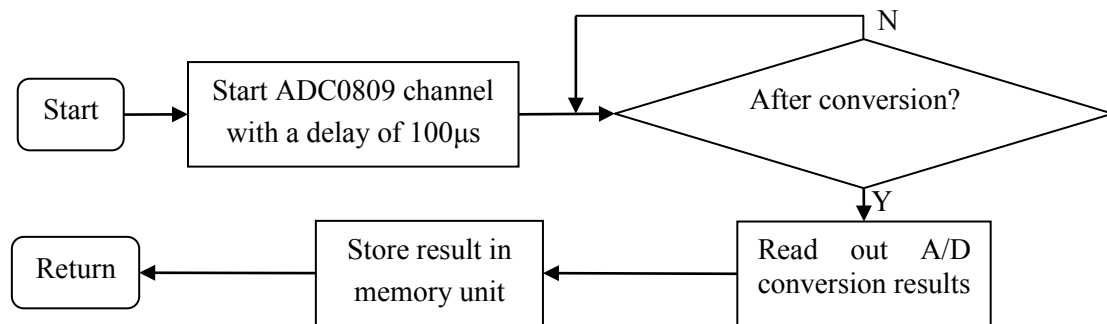 N
Start
Start ADC0809 channel
with a delay of 100μs
After conversion?
Y
Return
Store result in
memory unit
Read out A/D
conversion results